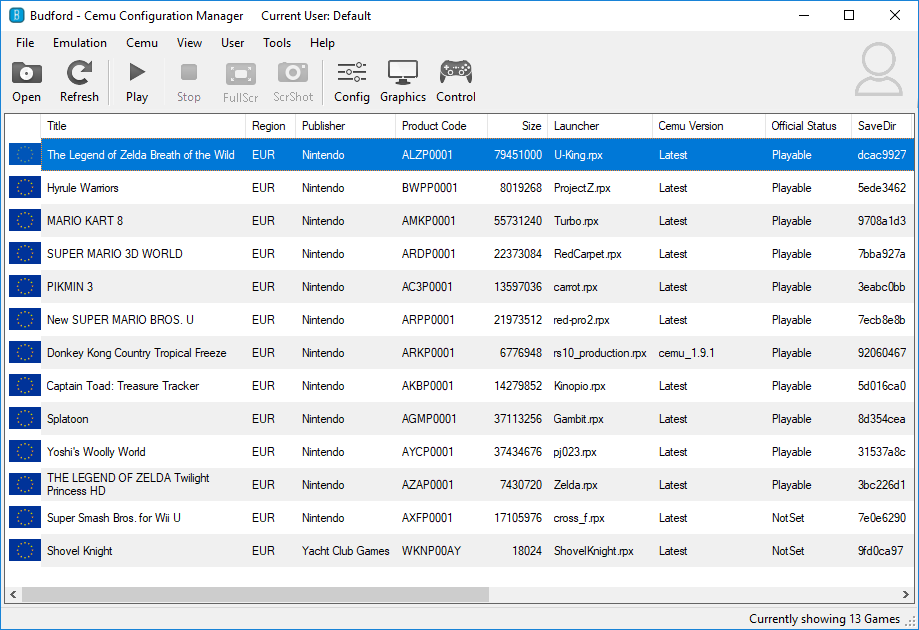 Budford - Cemu Configuration Manager Current User: Default
File Emulation Cemu View User Tools Help
Open Refresh Play Stop FullScr ScrShot Config Graphics Control
Title Region Publisher Product Code Size Launcher Cemu Version Official Status SaveDir
The Legend of Zelda Breath of the Wild EUR Nintendo ALZP0001 79451000 U-King.rpx Latest Playable dcac9927
Hyrule Warriors EUR Nintendo BWPP0001 8019268 ProjectZ.rpx Latest Playable 5ede3462
MARIO KART 8 EUR Nintendo AMKP0001 55731240 Turbo.rpx Latest Playable 9708a1d3
SUPER MARIO 3D WORLD EUR Nintendo ARDP0001 22373084 RedCarpet.rpx Latest Playable 7bba927a
PIKMIN 3 EUR Nintendo AC3P0001 13597036 carrot.rpx Latest Playable 3eabc0bb
New SUPER MARIO BROS. U EUR Nintendo ARPP0001 21973512 red-pro2.rpx Latest Playable 7ecb8e8b
Donkey Kong Country Tropical Freeze EUR Nintendo ARKP0001 6776948 rs10_production.rpx cemu_1.9.1 Playable 92060467
Captain Toad: Treasure Tracker EUR Nintendo AKBP0001 14279852 Kinopio.rpx Latest Playable 5d016ca0
Splatoon EUR Nintendo AGMP0001 37113256 Gambit.rpx Latest Playable 8d354cea
Yoshi's Woolly World EUR Nintendo AYCP0001 37434676 pj023.rpx Latest Playable 31537a8c
THE LEGEND OF ZELDA Twilight
Princess HD EUR Nintendo AZAP0001 7430720 Zelda.rpx Latest Playable 3bc226d1
Super Smash Bros. for Wii U EUR Nintendo AXFP0001 17105976 cross_f.rpx Latest NotSet 7e0e6290
Shovel Knight EUR Yacht Club Games WKNP00AY 18024 ShovelKnight.rpx Latest NotSet 9fd0ca97
Currently showing 13 Games